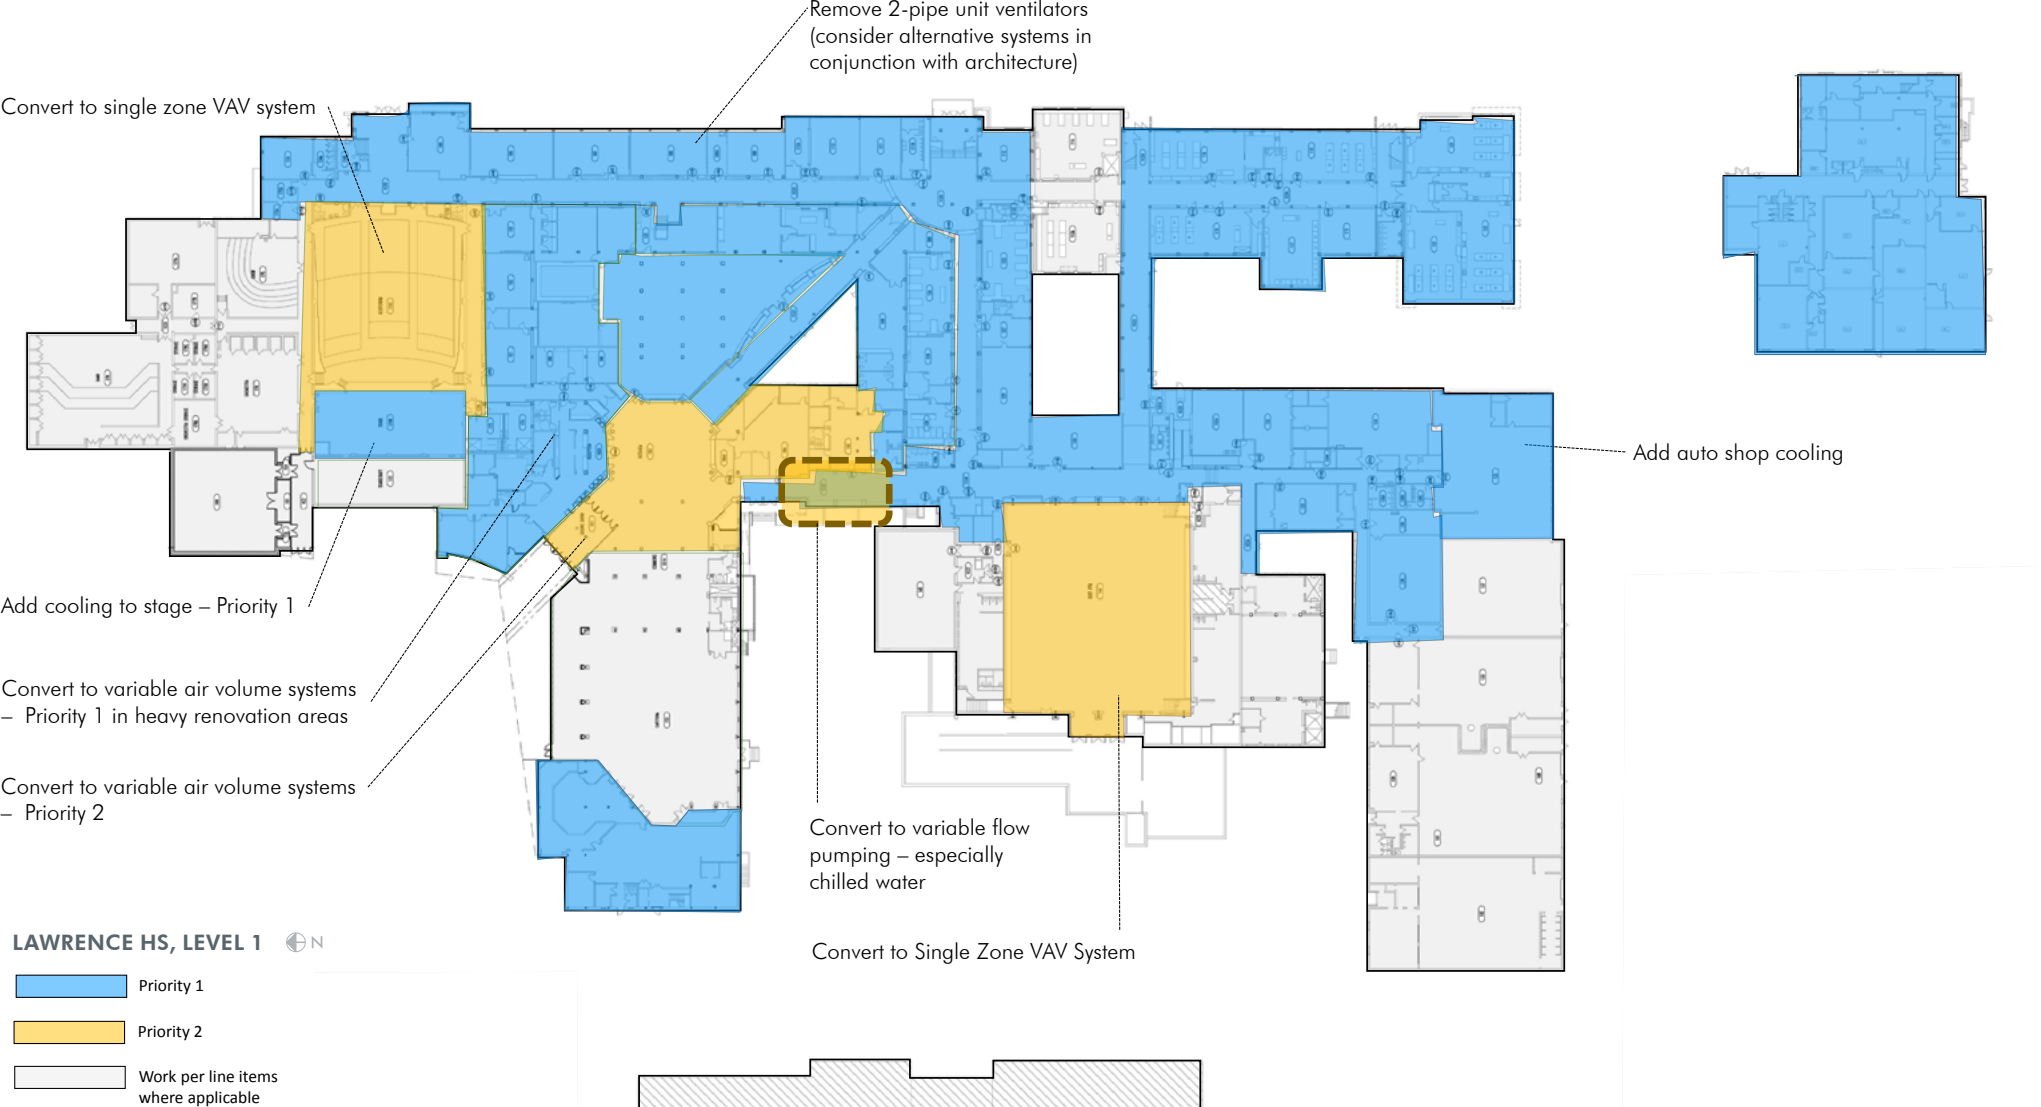 Remove 2-pipe unit ventilators
(consider alternative systems in
conjunction with architecture)
Convert to single zone VAV system
Add auto shop cooling
Add cooling to stage – Priority 1
Convert to variable air volume systems
– Priority 1 in heavy renovation areas
Convert to variable air volume systems
– Priority 2
Convert to variable flow
pumping – especially
chilled water
Convert to Single Zone VAV System
LAWRENCE HS, LEVEL 1
N
Priority 1
Priority 2
Work per line items
where applicable